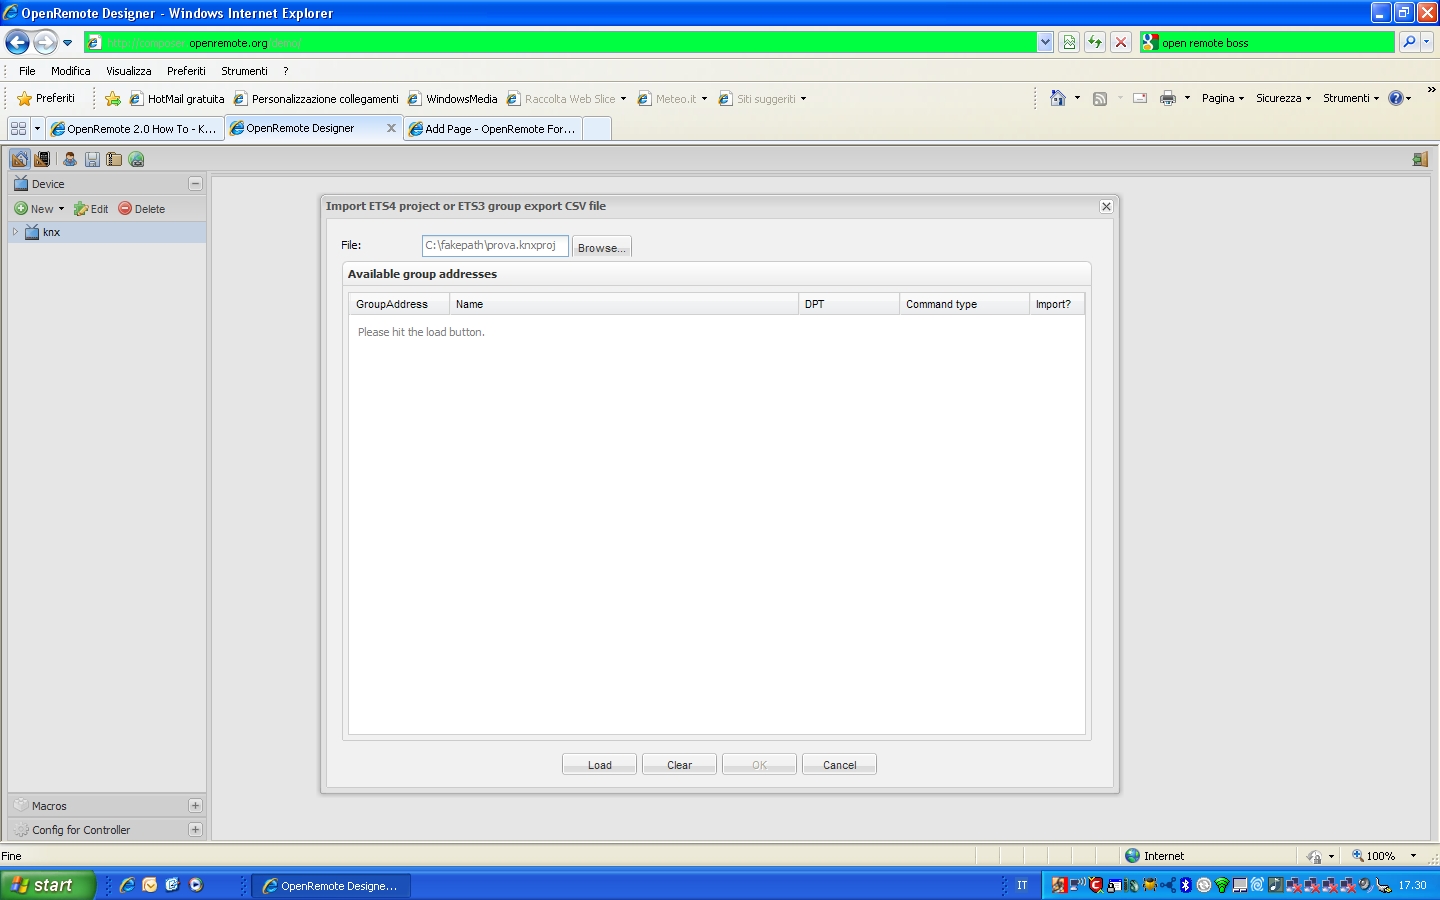 OpenRemote Designer - Windows Internet Explorer
http://composer.openremote.org/demo/
open remote boss
File Modifica Visualizza Preferiti Strumenti ?
Preferiti HotMail gratuita Personalizzazione collegamenti WindowsMedia Raccolta Web Slice Meteo.it Siti suggeriti Pagina Sicurezza Strumenti
OpenRemote 2.0 How To - K... OpenRemote Designer Add Page - OpenRemote For...
Device
New Edit Delete
knx
Import ETS4 project or ETS3 group export CSV file
File: C:\fakepath\prova.knxproj Browse...
Available group addresses
GroupAddress Name DPT Command type Import?
Please hit the load button.
Load Clear OK Cancel
Macros
Config for Controller
Fine Internet 100%
start OpenRemote Designe... IT 17.30